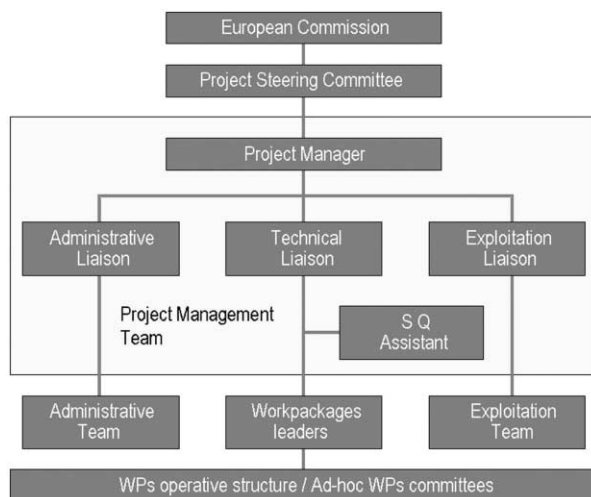 European Commission
Project Steering Committee
Project Manager
Administrative
Liaison
Technical
Liaison
Exploitation
Liaison
Project Management
Team
S Q
Assistant
Administrative
Team
Workpackages
leaders
Exploitation
Team
WPs operative structure / Ad-hoc WPs committees